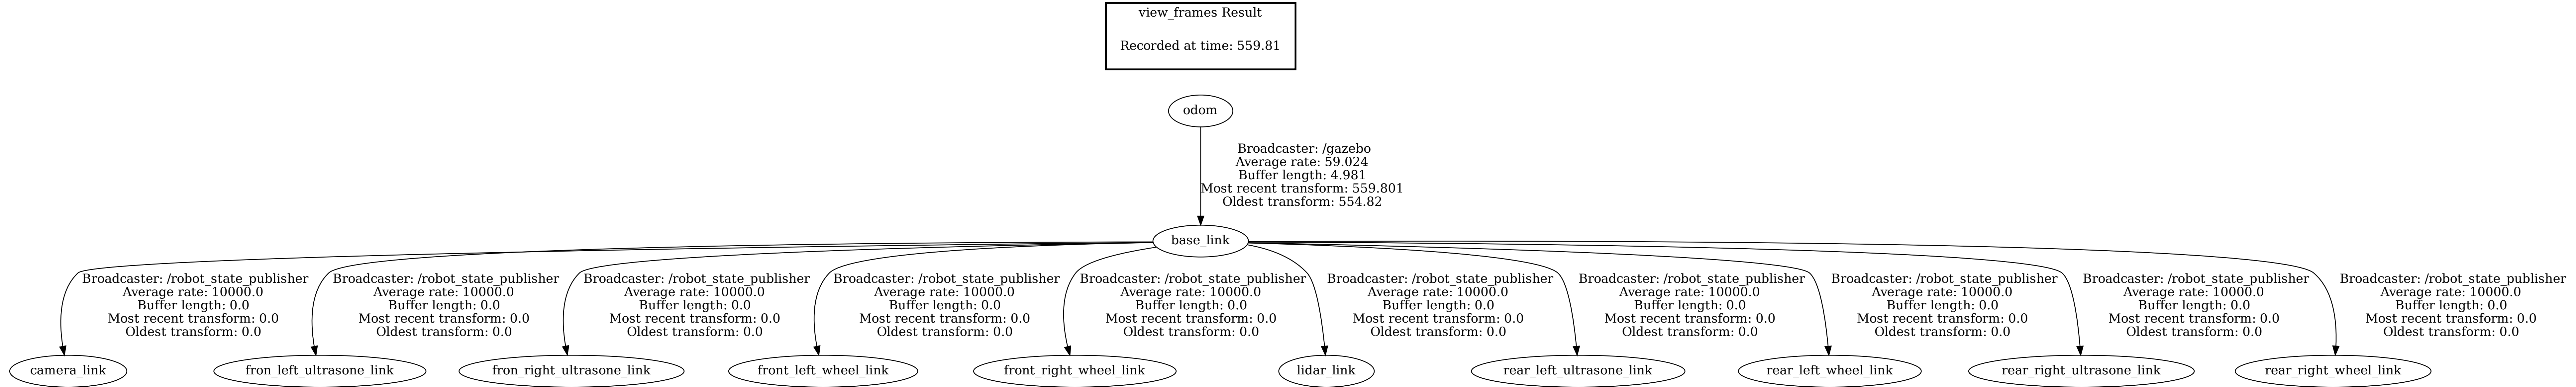 view_frames Result
Recorded at time: 559.81
odom
Broadcaster: /gazebo
Average rate: 59.024
Buffer length: 4.981
Most recent transform: 559.801
Oldest transform: 554.82
base_link
Broadcaster: /robot_state_publisher
Average rate: 10000.0
Buffer length: 0.0
Most recent transform: 0.0
Oldest transform: 0.0
Broadcaster: /robot_state_publisher
Average rate: 10000.0
Buffer length: 0.0
Most recent transform: 0.0
Oldest transform: 0.0
Broadcaster: /robot_state_publisher
Average rate: 10000.0
Buffer length: 0.0
Most recent transform: 0.0
Oldest transform: 0.0
Broadcaster: /robot_state_publisher
Average rate: 10000.0
Buffer length: 0.0
Most recent transform: 0.0
Oldest transform: 0.0
Broadcaster: /robot_state_publisher
Average rate: 10000.0
Buffer length: 0.0
Most recent transform: 0.0
Oldest transform: 0.0
Broadcaster: /robot_state_publisher
Average rate: 10000.0
Buffer length: 0.0
Most recent transform: 0.0
Oldest transform: 0.0
Broadcaster: /robot_state_publisher
Average rate: 10000.0
Buffer length: 0.0
Most recent transform: 0.0
Oldest transform: 0.0
Broadcaster: /robot_state_publisher
Average rate: 10000.0
Buffer length: 0.0
Most recent transform: 0.0
Oldest transform: 0.0
Broadcaster: /robot_state_publisher
Average rate: 10000.0
Buffer length: 0.0
Most recent transform: 0.0
Oldest transform: 0.0
Broadcaster: /robot_state_publisher
Average rate: 10000.0
Buffer length: 0.0
Most recent transform: 0.0
Oldest transform: 0.0
camera_link
fron_left_ultrasone_link
fron_right_ultrasone_link
front_left_wheel_link
front_right_wheel_link
lidar_link
rear_left_ultrasone_link
rear_left_wheel_link
rear_right_ultrasone_link
rear_right_wheel_link